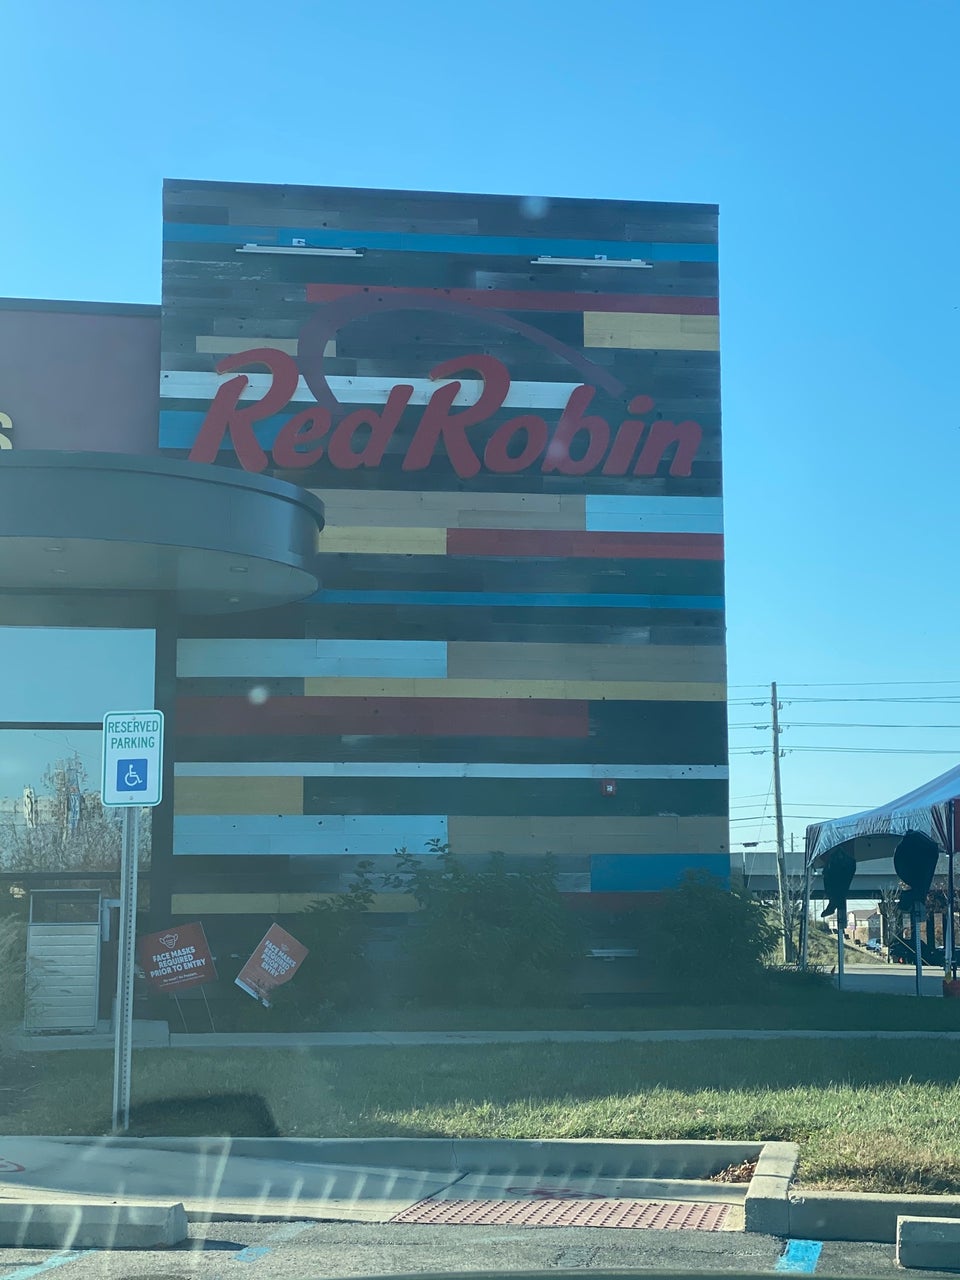 S
Red Robin
RESERVED
PARKING
FACE MASKS
REQUIRED
PRIOR TO ENTRY
FACE MASKS
REQUIRED
PRIOR TO
ENTRY